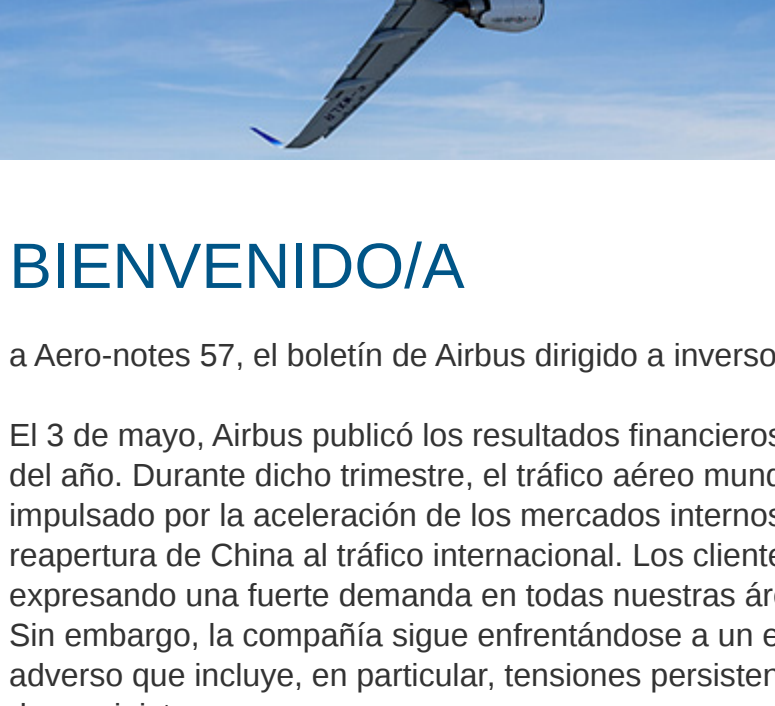 BIENVENIDO/A
a Aero-notes 57, el boletín de Airbus dirigido a inverso
El 3 de mayo, Airbus publicó los resultados financieros
del año. Durante dicho trimestre, el tráfico aéreo mund
impulsado por la aceleración de los mercados internos
reapertura de China al tráfico internacional. Los cliente
expresando una fuerte demanda en todas nuestras ár
Sin embargo, la compañía sigue enfrentándose a un e
adverso que incluye, en particular, tensiones persisten